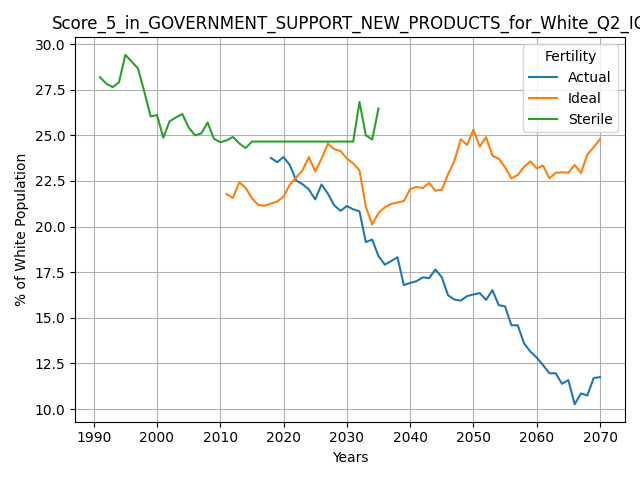 Score_5_in_GOVERNMENT_SUPPORT_NEW_PRODUCTS_for_White_Q2_IQ
30.0
27.5
25.0
22.5
20.0
17.5
15.0
12.5
10.0
% of White Population
Fertility
Actual
Ideal
Sterile
1990 2000 2010 2020 2030 2040 2050 2060 2070
Years